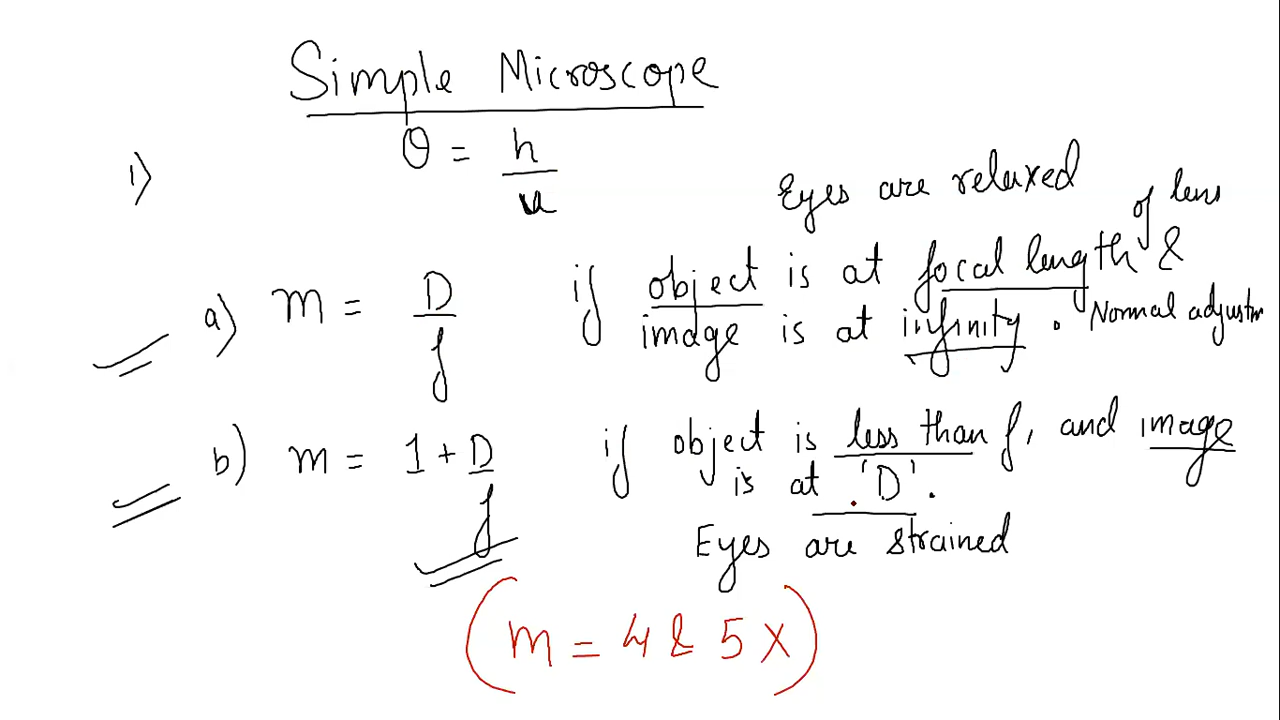 Simple Microscope
1) θ = h/u
Eyes are relaxed
a) m = D/f if object is at focal length of lens &
image is at infinity. Normal adjustm
b) m = 1 + D/f if object is less than f, and image
is at 'D'.
Eyes are strained
(m = 4 & 5 X)